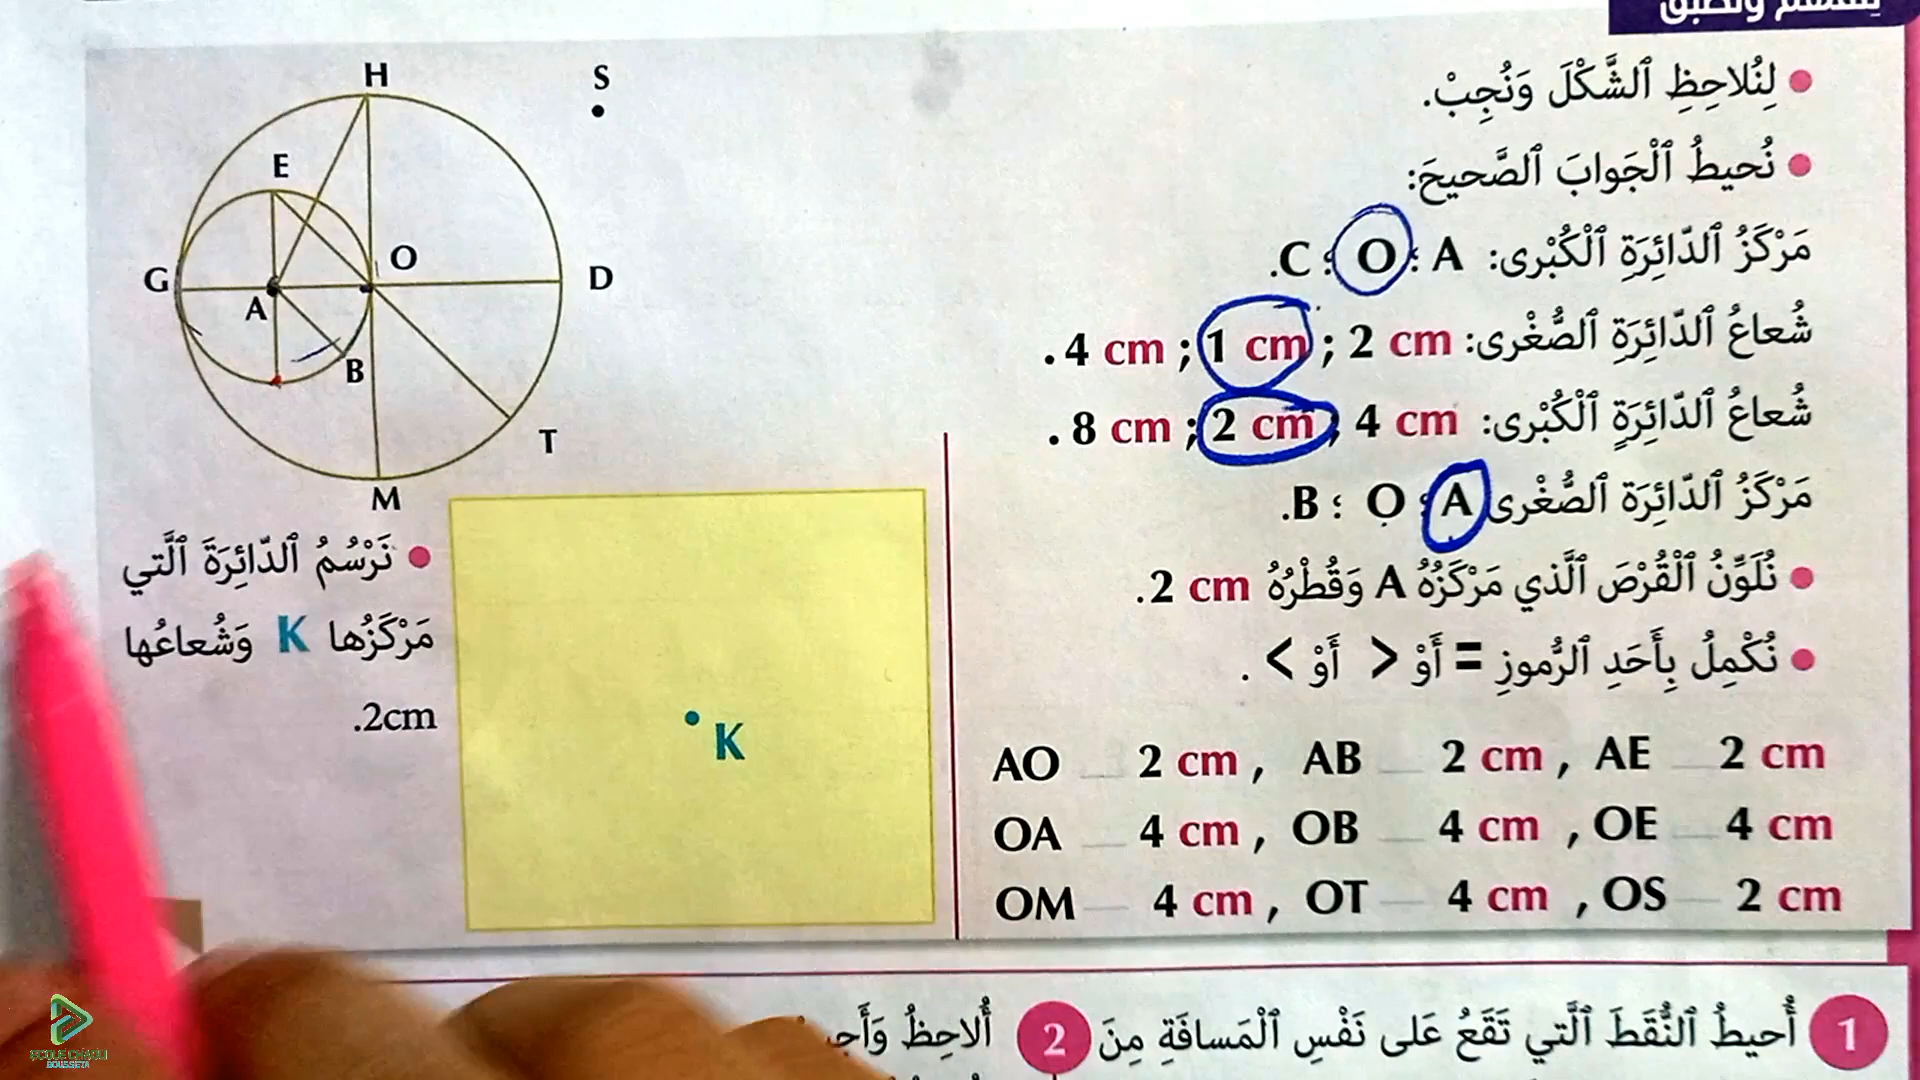 لِنُلاحِظِ ٱلشَّكْلَ وَنُجِبْ.
نُحيطُ ٱلْجَوابَ ٱلصَّحيحَ:
مَرْكَزُ ٱلدّائِرَةِ ٱلْكُبْرى: A ؛ O ؛ C.
شُعاعُ ٱلدّائِرَةِ ٱلصُّغْرى: 2 cm ; 1 cm ; 4 cm .
شُعاعُ ٱلدّائِرَةِ ٱلْكُبْرى: 4 cm ; 2 cm ; 8 cm .
مَرْكَزُ ٱلدّائِرَة ٱلصُّغْرى A ؛ O ؛ B.
نُلَوِّنُ ٱلْقُرْصَ ٱلَّذي مَرْكَزُهُ A وَقُطْرُهُ 2 cm.
نُكْمِلُ بِأَحَدِ ٱلرُّموزِ = أَوْ > أَوْ < .
AO 2 cm , AB 2 cm , AE 2 cm
OA 4 cm , OB 4 cm , OE 4 cm
OM 4 cm , OT 4 cm , OS 2 cm
H
S
E
O
G
D
A
B
T
M
نَرْسُمُ ٱلدّائِرَةَ ٱلَّتي
مَرْكَزُها K وَشُعاعُها
2cm.
K
1 أُحيطُ ٱلنُّقَطَ ٱلَّتي تَقَعُ عَلى نَفْسِ ٱلْمَسافَةِ مِنَ
2 أُلاحِظُ